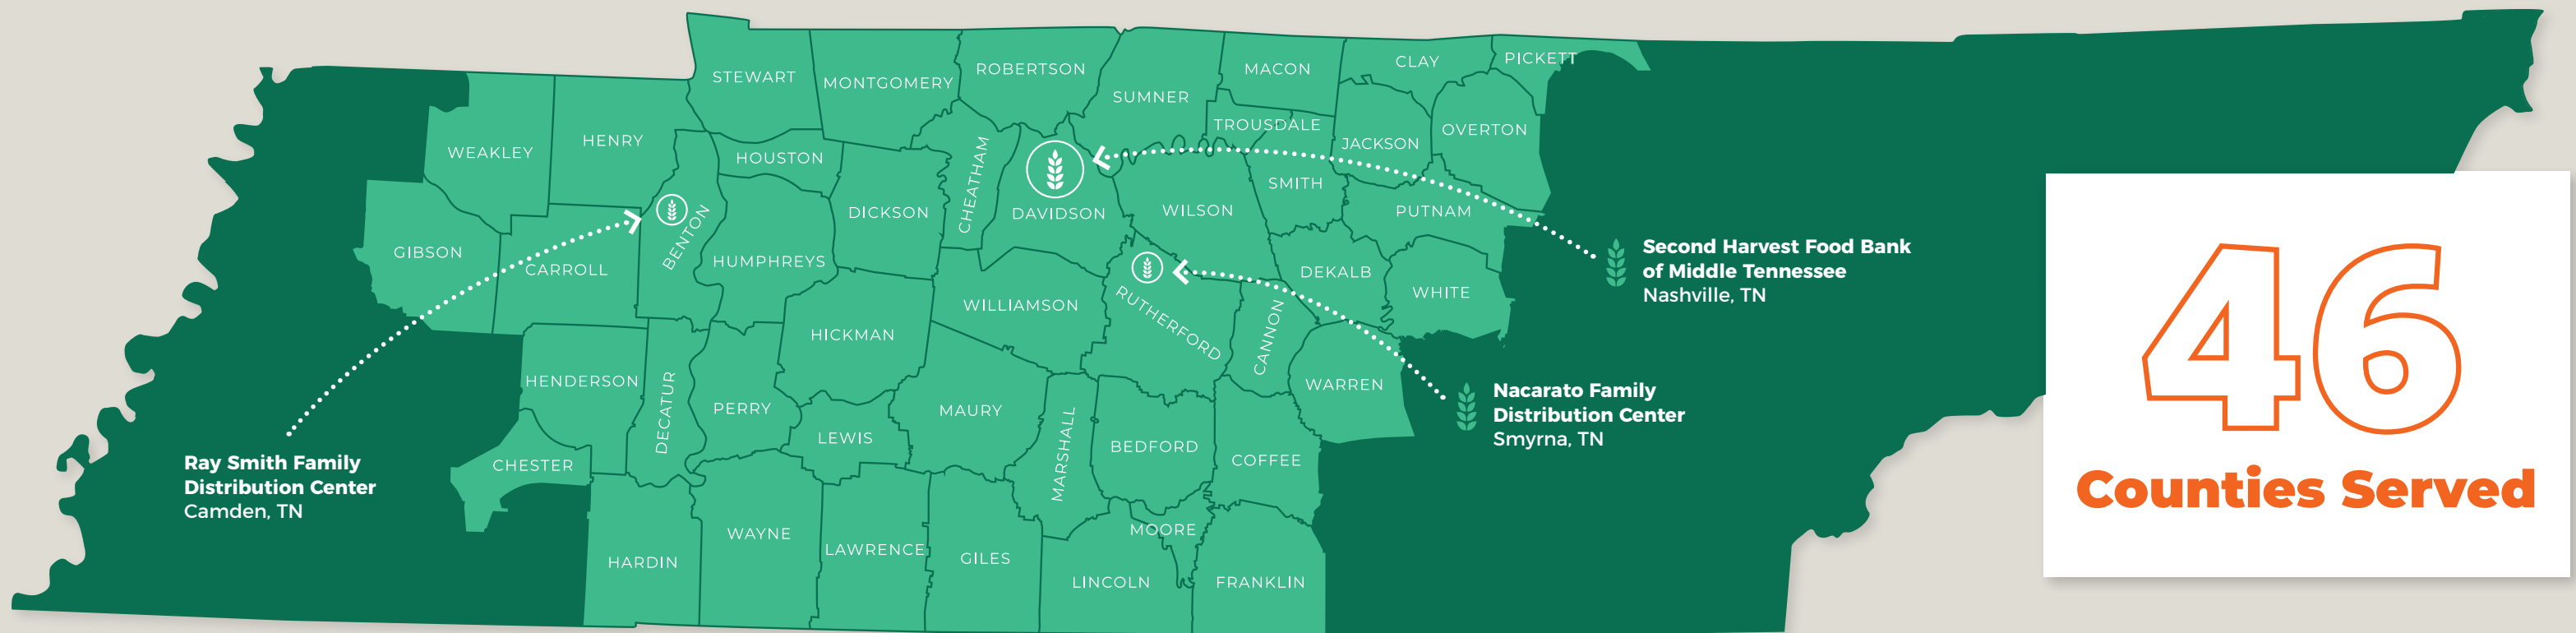 STEWART
MONTGOMERY
ROBERTSON
SUMNER
MACON
CLAY
PICKETT
WEAKLEY
HENRY
HOUSTON
CHEATHAM
TROUSDALE
JACKSON
OVERTON
GIBSON
CARROLL
BENTON
HUMPHREYS
DICKSON
DAVIDSON
WILSON
SMITH
PUTNAM
WILLIAMSON
RUTHERFORD
CANNON
DEKALB
WHITE
HENDERSON
DECATUR
PERRY
HICKMAN
LEWIS
MAURY
MARSHALL
BEDFORD
COFFEE
WARREN
CHESTER
HARDIN
WAYNE
LAWRENCE
GILES
LINCOLN
MOORE
FRANKLIN
Ray Smith Family
Distribution Center
Camden, TN
Second Harvest Food Bank
of Middle Tennessee
Nashville, TN
Nacarato Family
Distribution Center
Smyrna, TN
46
Counties Served